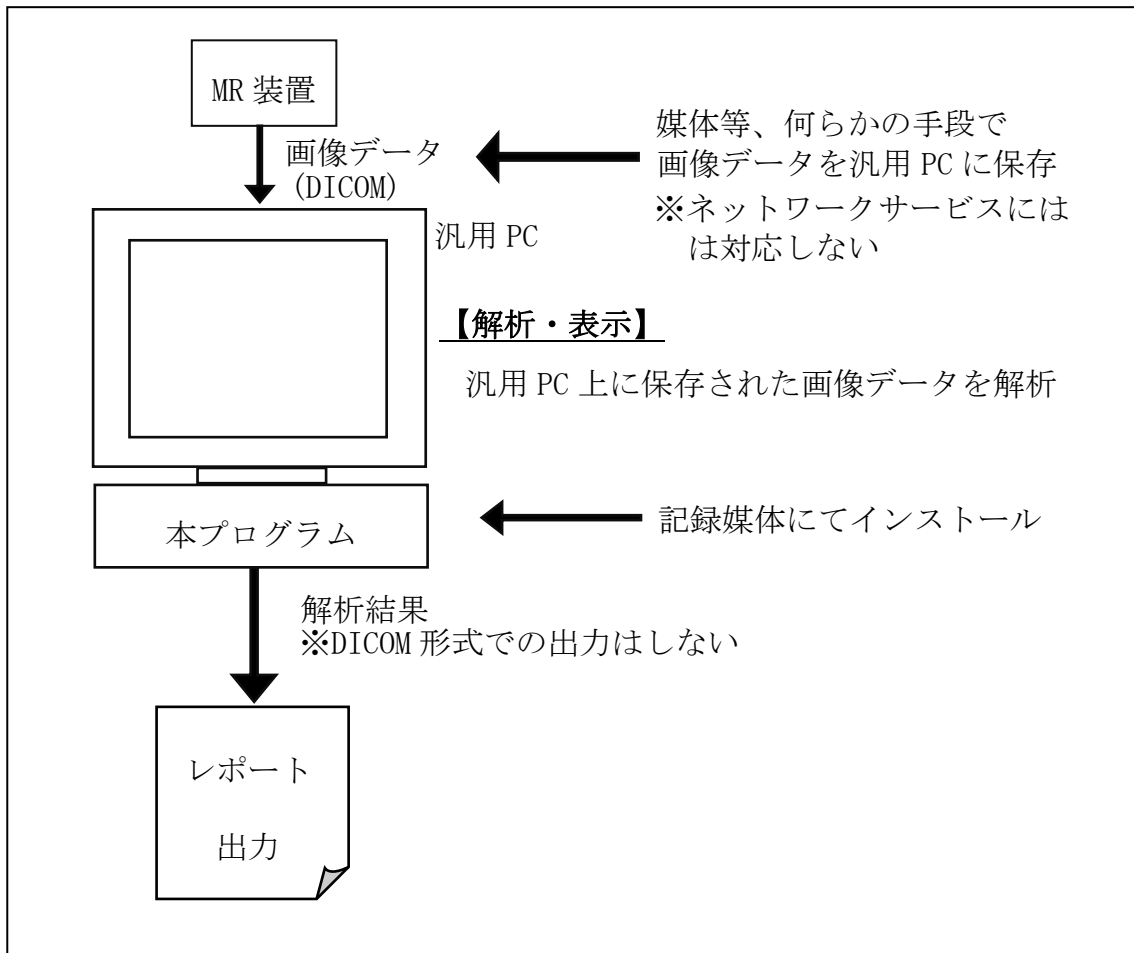 MR 装置
画像データ
(DICOM)
媒体等、何らかの手段で
画像データを汎用 PC に保存
※ネットワークサービスには
は対応しない
汎用 PC
【解析・表示】
汎用 PC 上に保存された画像データを解析
本プログラム
記録媒体にてインストール
解析結果
※DICOM 形式での出力はしない
レポート
出力